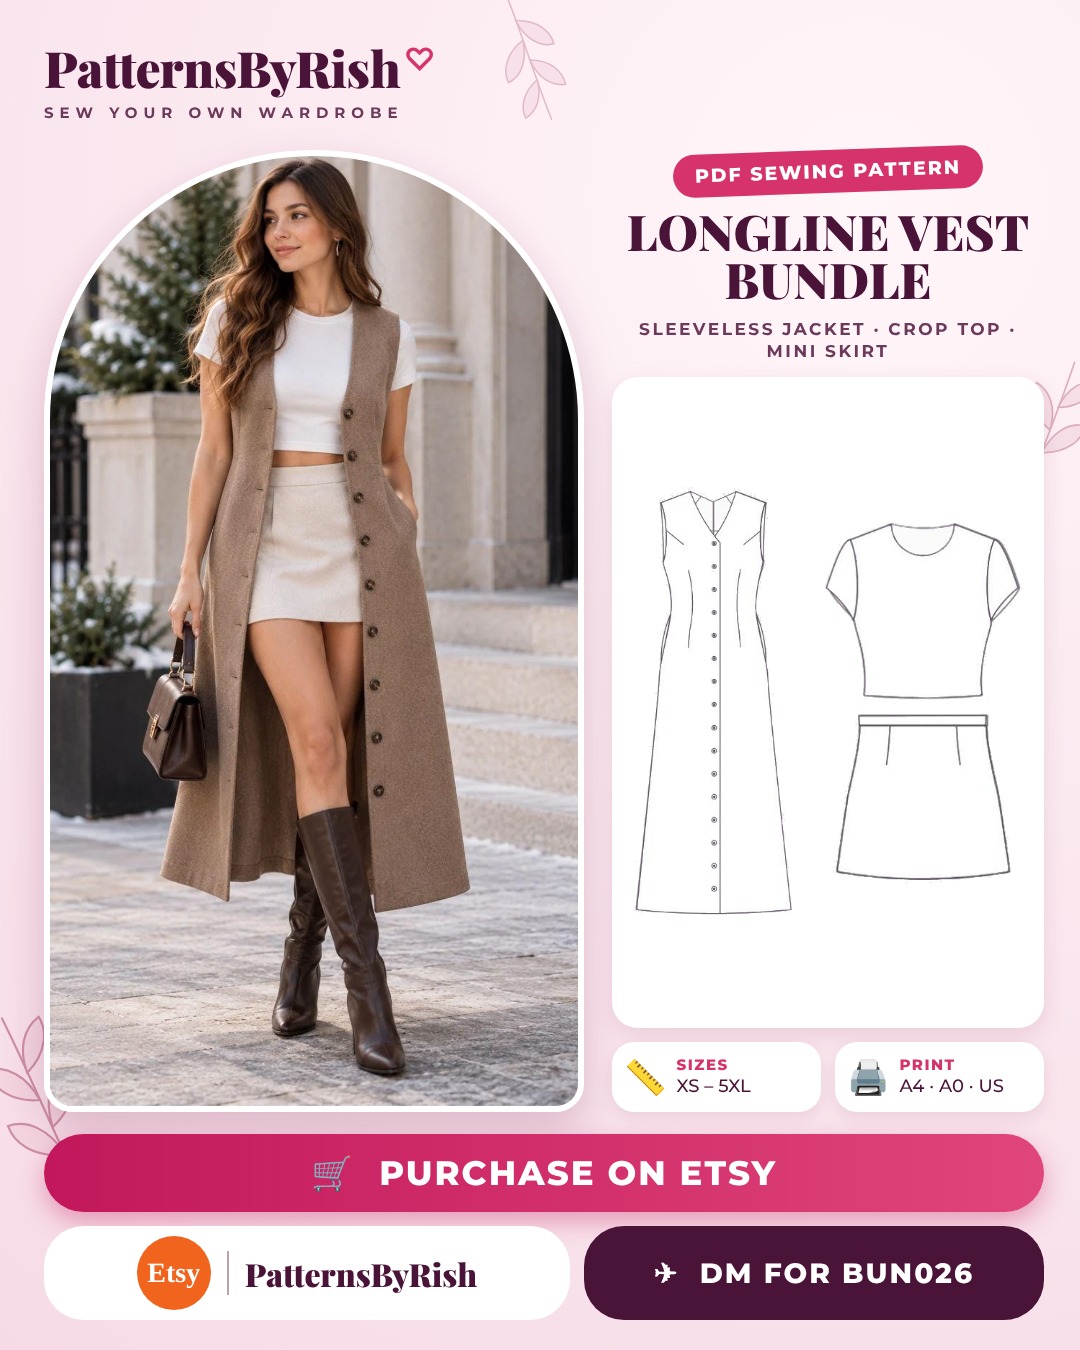 PatternsByRish
SEW YOUR OWN WARDROBE
PDF SEWING PATTERN
LONGLINE VEST
BUNDLE
SLEEVELESS JACKET · CROP TOP ·
MINI SKIRT
SIZES
XS – 5XL
PRINT
A4 · A0 · US
PURCHASE ON ETSY
Etsy
PatternsByRish
DM FOR BUN026